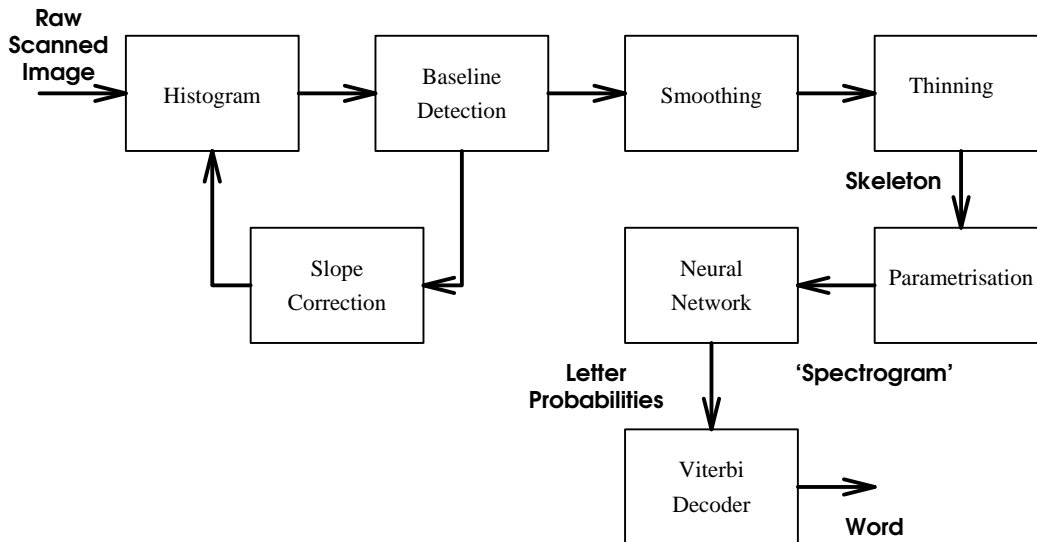 Raw
Scanned
Image
Histogram
Baseline
Detection
Smoothing
Thinning
Skeleton
Slope
Correction
Neural
Network
Parametrisation
Letter
Probabilities
‘Spectrogram’
Viterbi
Decoder
Word